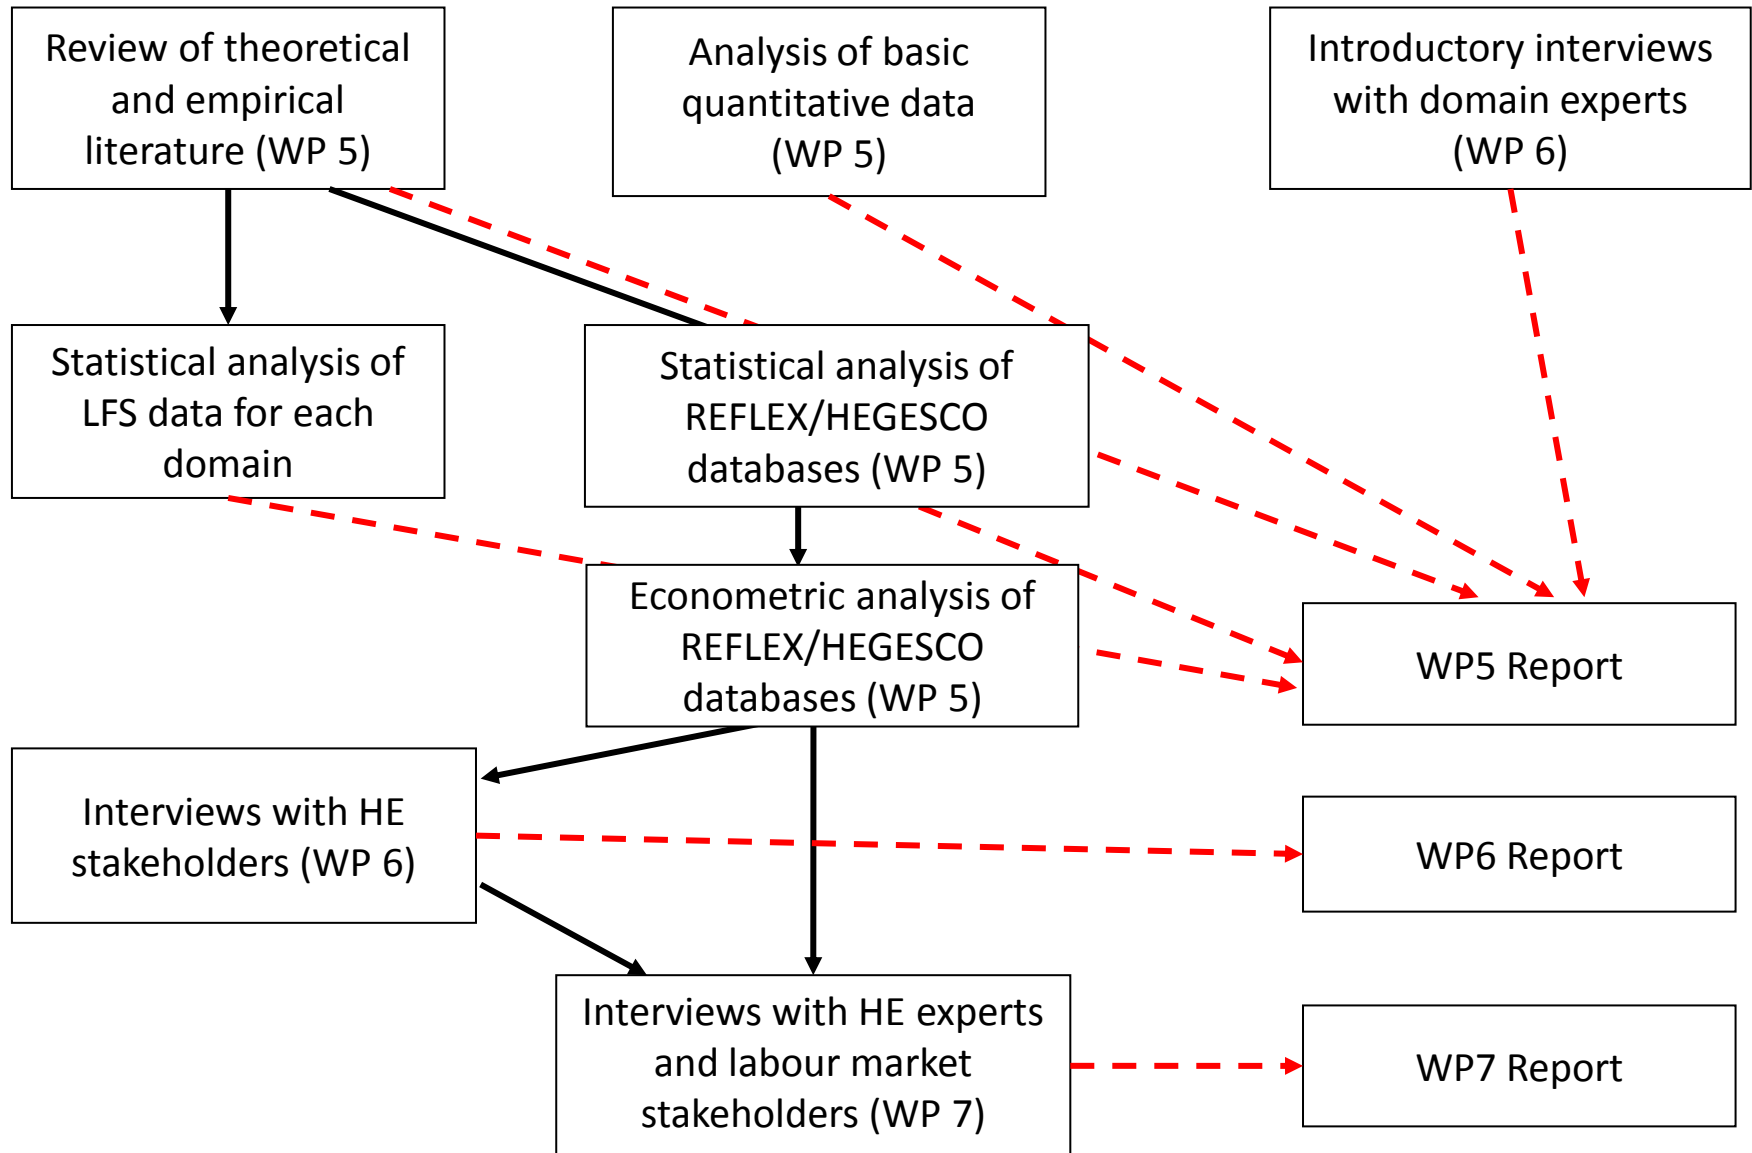 Review of theoretical
and empirical
literature (WP 5)
Analysis of basic
quantitative data
(WP 5)
Introductory interviews
with domain experts
(WP 6)
Statistical analysis of
LFS data for each
domain
Statistical analysis of
REFLEX/HEGESCO
databases (WP 5)
Econometric analysis of
REFLEX/HEGESCO
databases (WP 5)
WP5 Report
Interviews with HE
stakeholders (WP 6)
WP6 Report
Interviews with HE experts
and labour market
stakeholders (WP 7)
WP7 Report